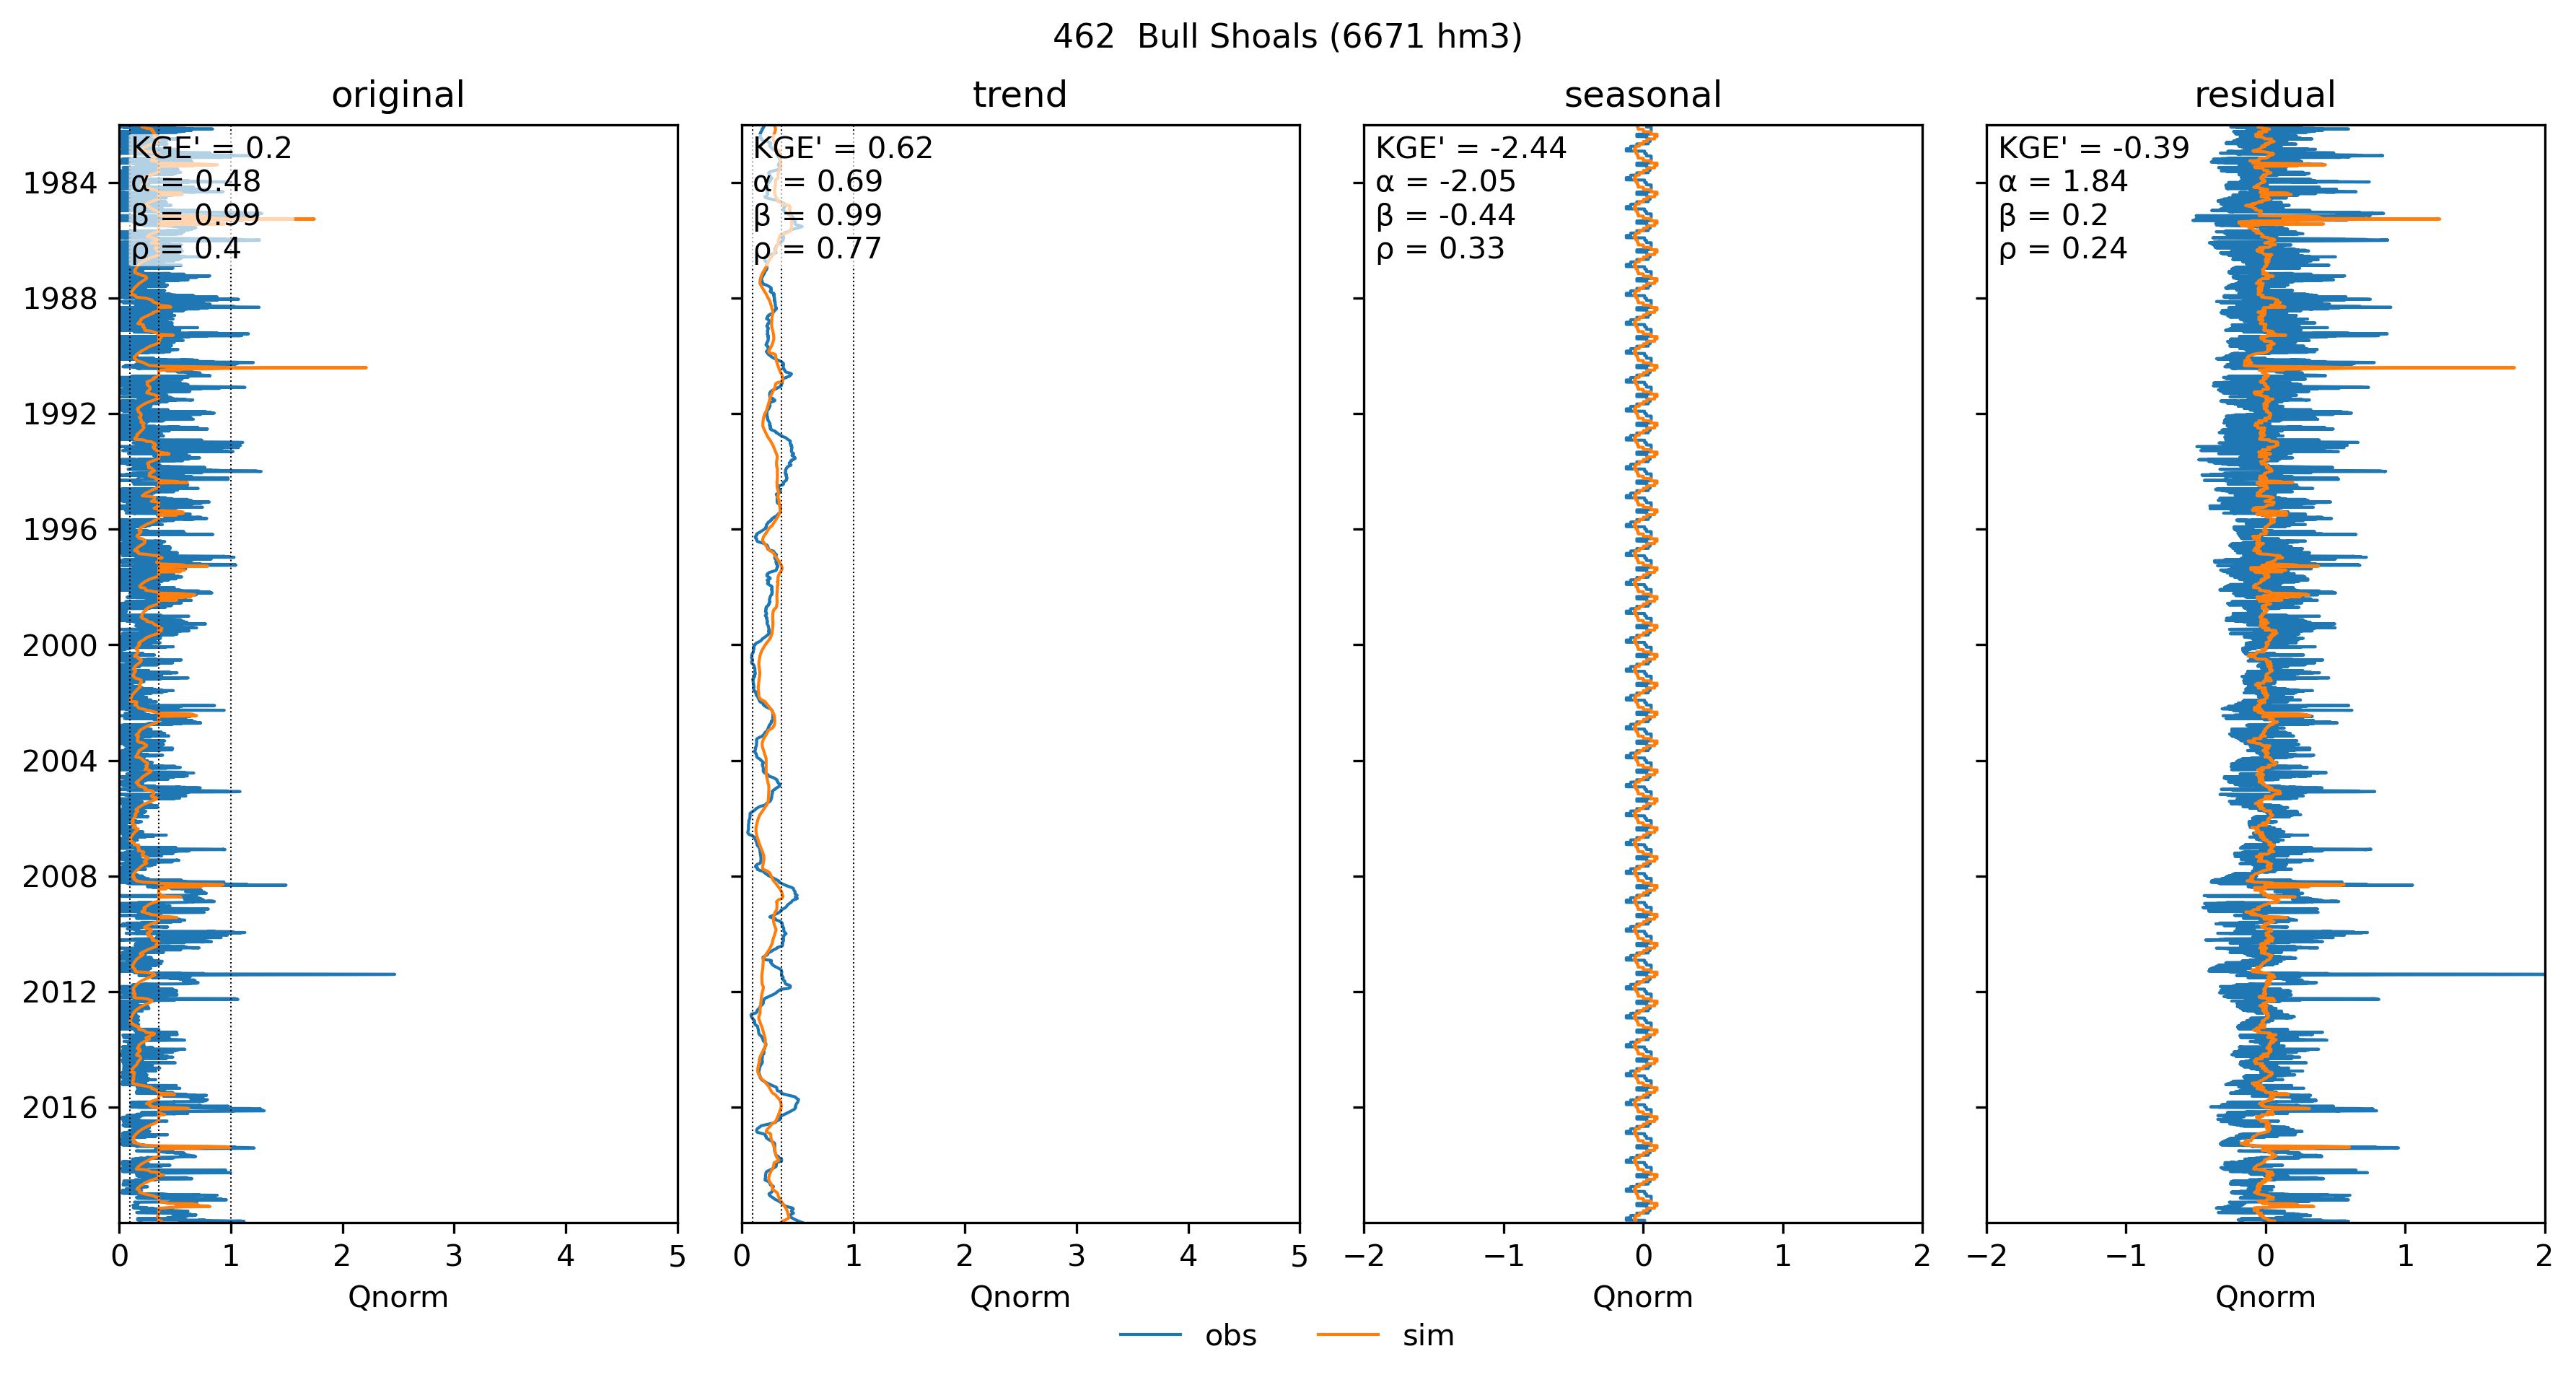 462  Bull Shoals (6671 hm3)
original
trend
seasonal
residual
KGE' = 0.2
α = 0.48
β = 0.99
ρ = 0.4
KGE' = 0.62
α = 0.69
β = 0.99
ρ = 0.77
KGE' = -2.44
α = -2.05
β = -0.44
ρ = 0.33
KGE' = -0.39
α = 1.84
β = 0.2
ρ = 0.24
1984
1988
1992
1996
2000
2004
2008
2012
2016
0 1 2 3 4 5
0 1 2 3 4 5
−2 −1 0 1 2
−2 −1 0 1 2
Qnorm
Qnorm
Qnorm
Qnorm
obs
sim